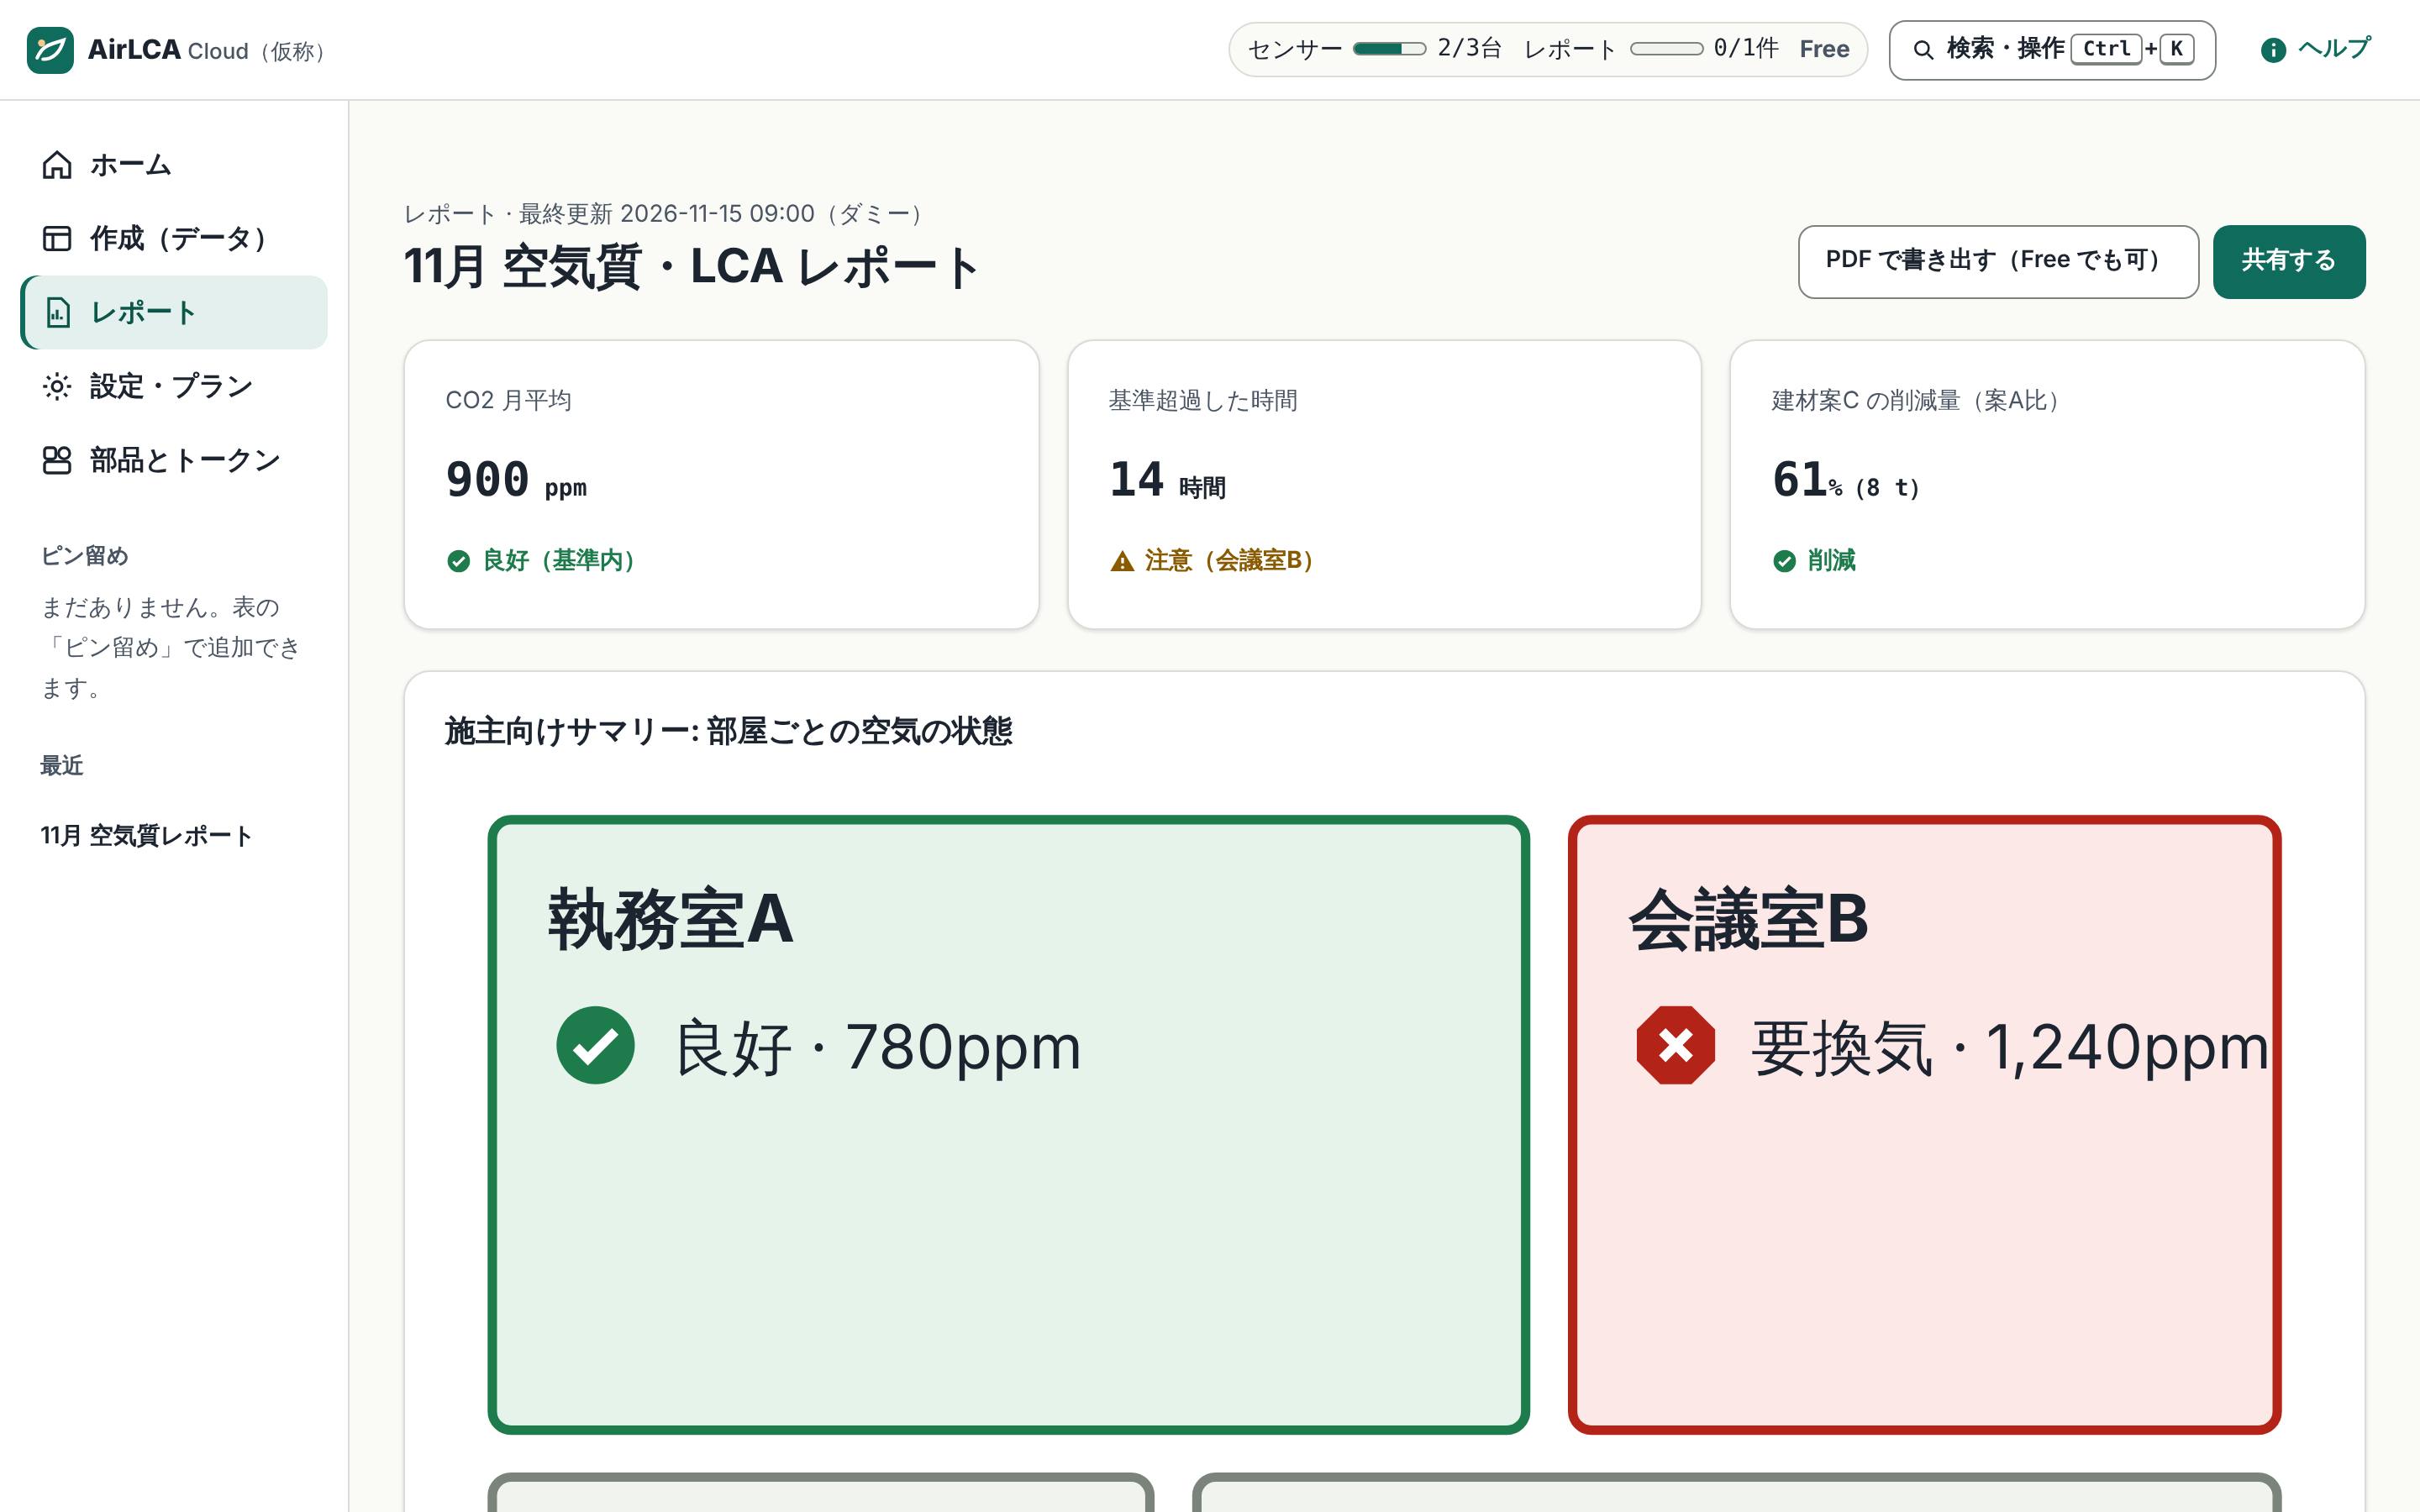 AirLCA Cloud（仮称）
センサー 2/3台 レポート 0/1件 Free
検索・操作 Ctrl+K
ヘルプ
ホーム
作成（データ）
レポート
設定・プラン
部品とトークン
ピン留め
まだありません。表の
「ピン留め」で追加でき
ます。
最近
11月 空気質レポート
レポート · 最終更新 2026-11-15 09:00（ダミー）
11月 空気質・LCA レポート
PDF で書き出す（Free でも可）
共有する
CO2 月平均
900 ppm
良好（基準内）
基準超過した時間
14 時間
注意（会議室B）
建材案C の削減量（案A比）
61%（8 t）
削減
施主向けサマリー: 部屋ごとの空気の状態
執務室A
良好 · 780ppm
会議室B
要換気 · 1,240ppm